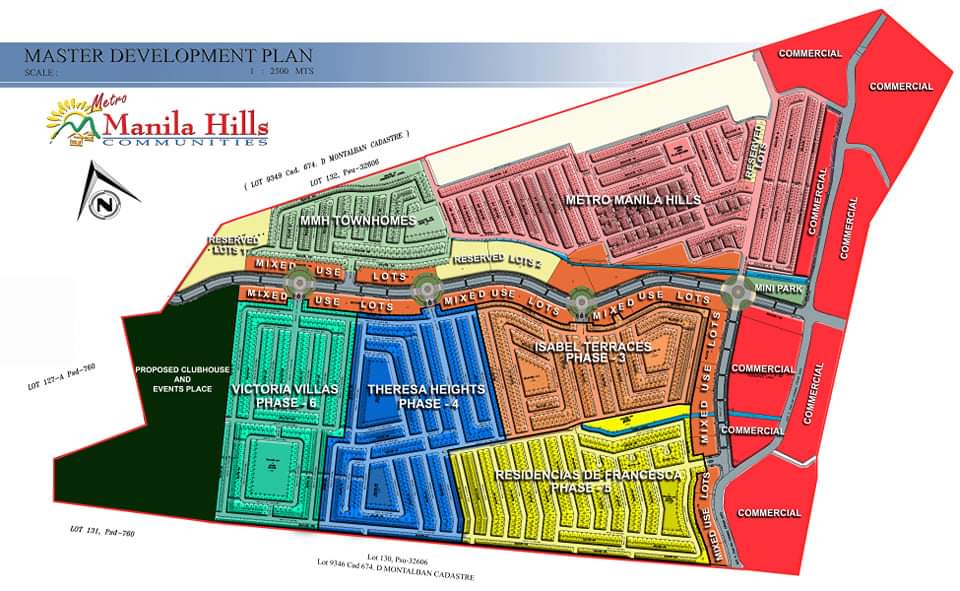 MASTER DEVELOPMENT PLAN
SCALE :
1 : 2500 MTS
Metro
Manila Hills
COMMUNITIES
N
( LOT 9349 Cad. 674. D MONTALBAN CADASTRE )
LOT 132, Psu-32606
COMMERCIAL
COMMERCIAL
RESERVED
LOTS
COMMERCIAL
COMMERCIAL
METRO MANILA HILLS
MMH TOWNHOMES
RESERVED
LOTS 1
RESERVED LOTS 2
MIXED USE LOTS
MINI PARK
MIXED USE LOTS
MIXED USE LOTS
MIXED USE LOTS
MIXED USE LOTS
ISABEL TERRACES
PHASE - 3
LOT 127-A Psd-760
PROPOSED CLUBHOUSE
AND
EVENTS PLACE
VICTORIA VILLAS
PHASE - 6
THERESA HEIGHTS
PHASE - 4
COMMERCIAL
COMMERCIAL
COMMERCIAL
RESIDENCIAS DE FRANCESCA
PHASE - 5
MIXED USE LOTS
COMMERCIAL
LOT 131, Psd-760
Lot 130, Psu-32606
Lot 9346 Cad 674. D MONTALBAN CADASTRE